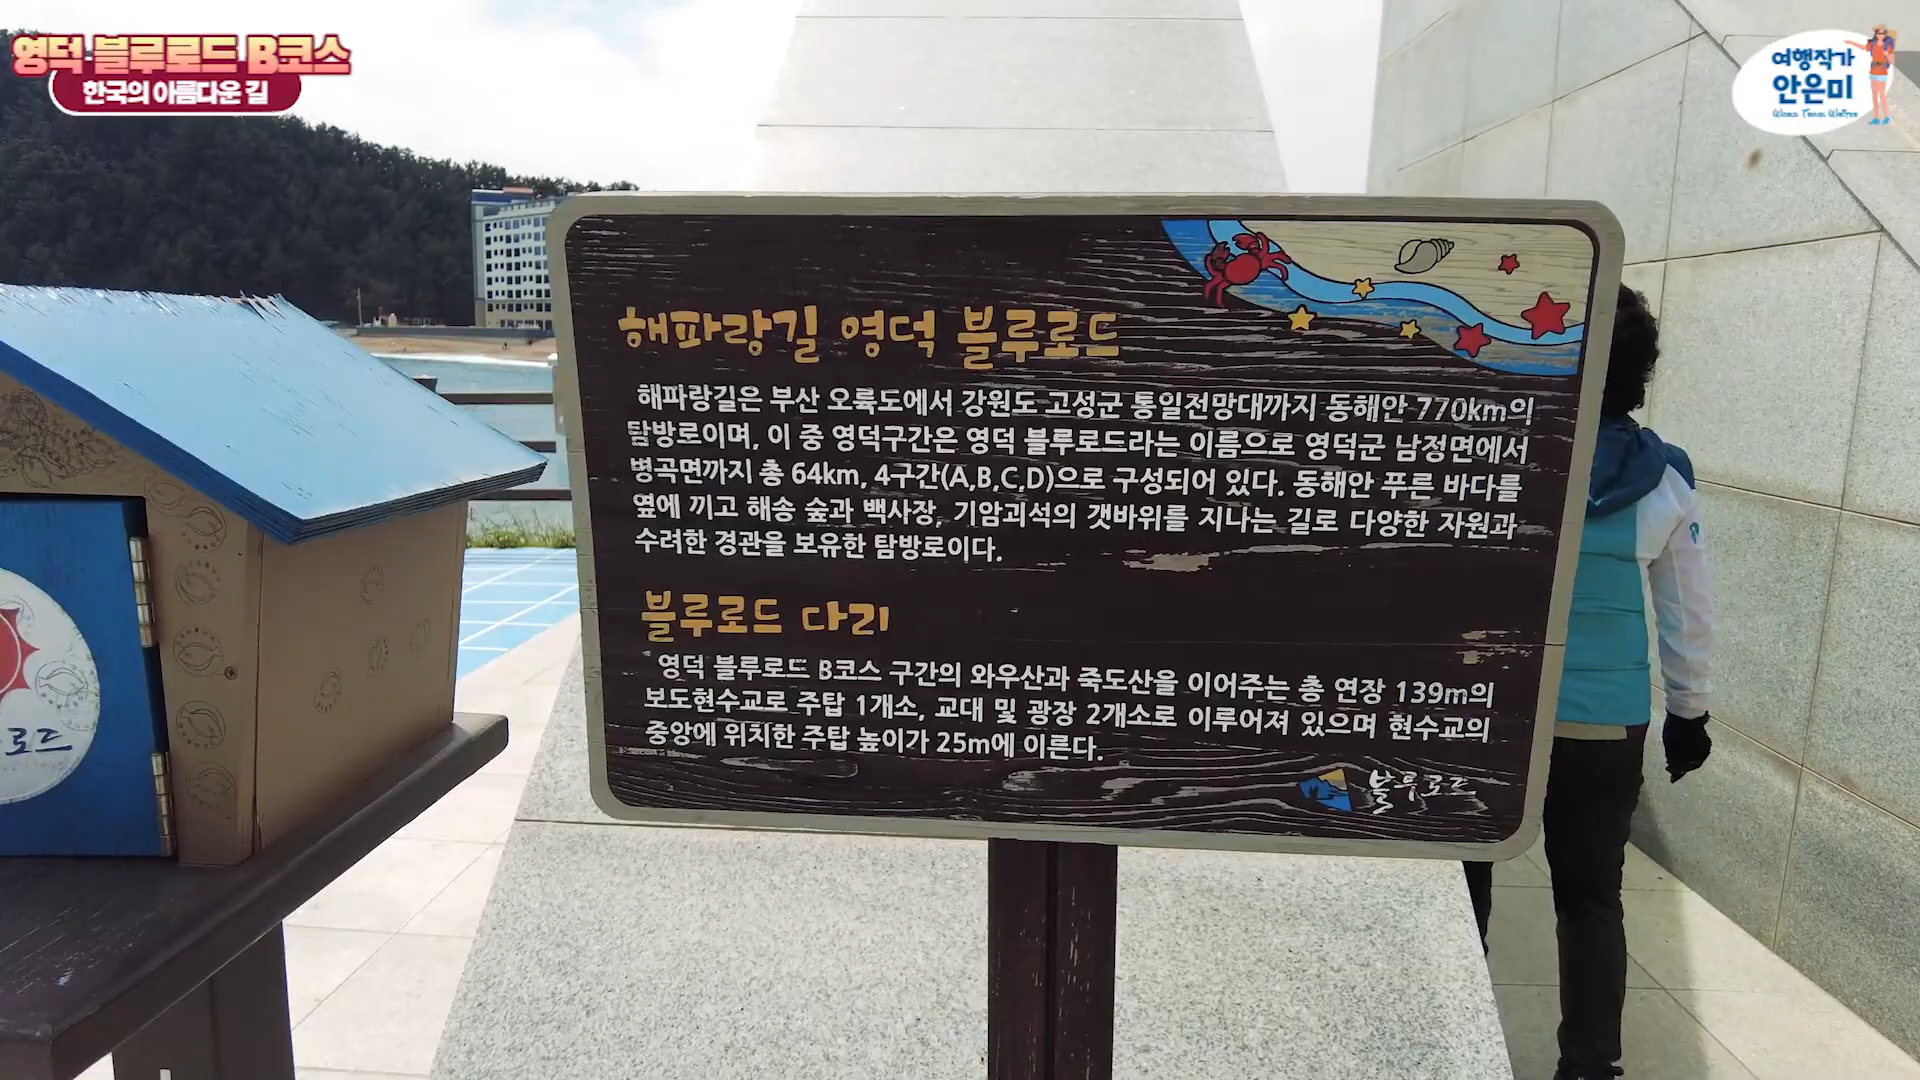 영덕 블루로드 B코스
한국의 아름다운 길
여행작가
안은미
World Travel Writer
해파랑길 영덕 블루로드
해파랑길은 부산 오륙도에서 강원도 고성군 통일전망대까지 동해안 770km의
탐방로이며, 이 중 영덕구간은 영덕 블루로드라는 이름으로 영덕군 남정면에서
병곡면까지 총 64km, 4구간(A,B,C,D)으로 구성되어 있다. 동해안 푸른 바다를
옆에 끼고 해송 숲과 백사장, 기암괴석의 갯바위를 지나는 길로 다양한 자원과
수려한 경관을 보유한 탐방로이다.
블루로드 다리
영덕 블루로드 B코스 구간의 와우산과 죽도산을 이어주는 총 연장 139m의
보도현수교로 주탑 1개소, 교대 및 광장 2개소로 이루어져 있으며 현수교의
중앙에 위치한 주탑 높이가 25m에 이른다.
블루로드
로드